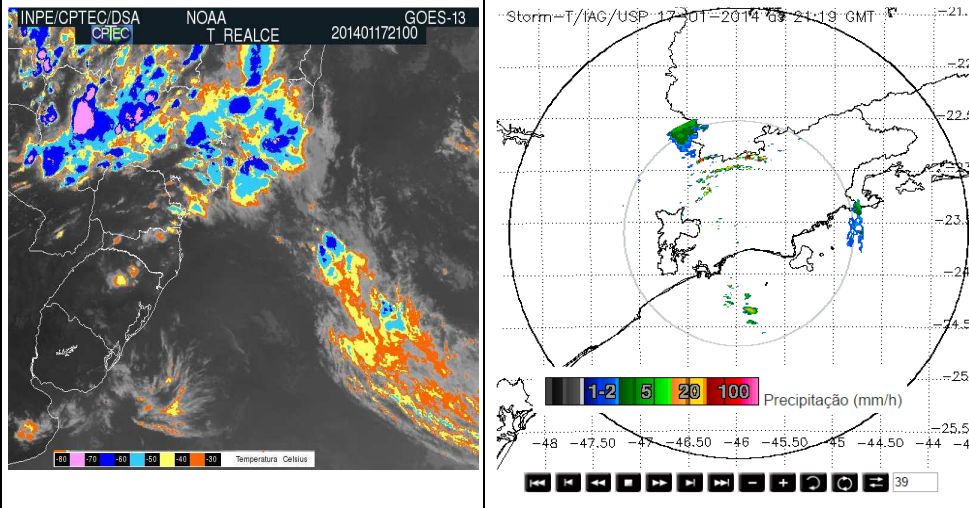 INPE/CPTEC/DSA NOAA GOES-13
CPTEC T_REALCE 201401172100
-80 -70 -60 -50 -40 -30 Temperatura Celsius
Storm-T/IAG/USP 17-01-2014 21:19 GMT
-21.
-22
-22.5
-23.
-24
-24.5
-25
-25.5
1-2 5 20 100 Precipitação (mm/h)
-48 -47.50 -47 -46.50 -46 -45.50 -45 -44.50 -44
39